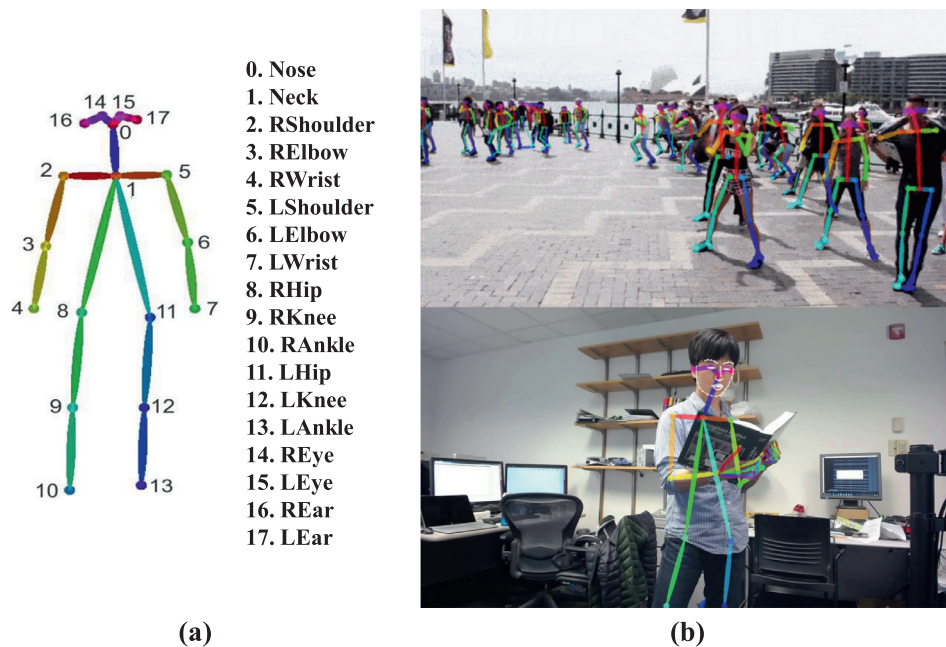 14 15
16 17
0
2 5
1
3 6
4 8 11 7
9 12
10 13
0. Nose
1. Neck
2. RShoulder
3. RElbow
4. RWrist
5. LShoulder
6. LElbow
7. LWrist
8. RHip
9. RKnee
10. RAnkle
11. LHip
12. LKnee
13. LAnkle
14. REye
15. LEye
16. REar
17. LEar
(a)
(b)